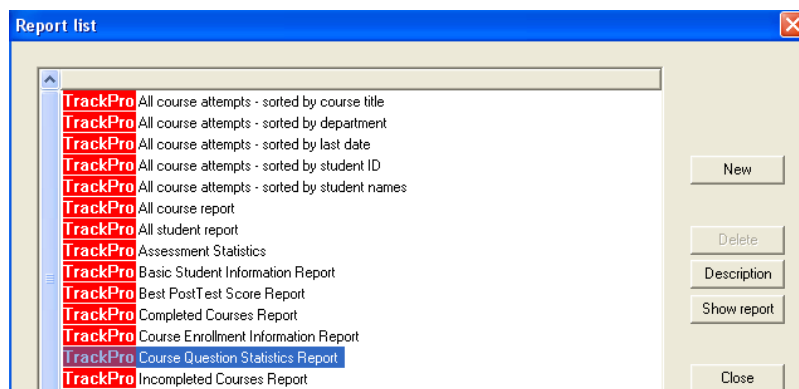 Report list
TrackPro All course attempts - sorted by course title
TrackPro All course attempts - sorted by department
TrackPro All course attempts - sorted by last date
TrackPro All course attempts - sorted by student ID
TrackPro All course attempts - sorted by student names
TrackPro All course report
TrackPro All student report
TrackPro Assessment Statistics
TrackPro Basic Student Information Report
TrackPro Best PostTest Score Report
TrackPro Completed Courses Report
TrackPro Course Enrollment Information Report
TrackPro Course Question Statistics Report
TrackPro Incompleted Courses Report
New
Delete
Description
Show report
Close